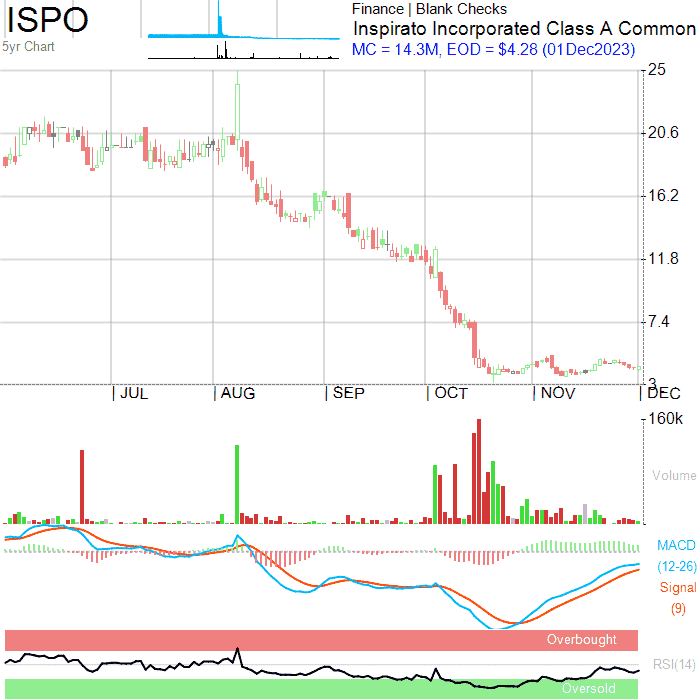 ISPO
5yr Chart
Finance | Blank Checks
Inspirato Incorporated Class A Common
MC = 14.3M, EOD = $4.28 (01Dec2023)
25
20.6
16.2
11.8
7.4
3
JUL
AUG
SEP
OCT
NOV
DEC
160k
Volume
MACD
(12-26)
Signal
(9)
Overbought
RSI(14)
Oversold